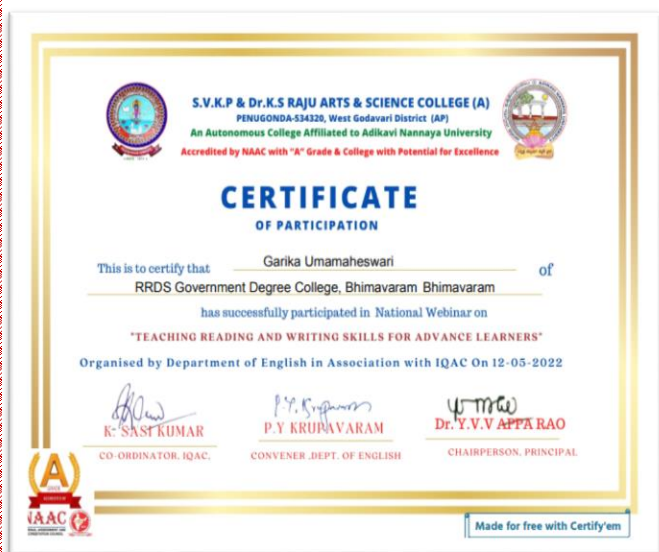 S.V.K.P & Dr.K.S RAJU ARTS & SCIENCE COLLEGE (A)
PENUGONDA-534320, West Godavari District (AP)
An Autonomous College Affiliated to Adikavi Nannaya University
Accredited by NAAC with "A" Grade & College with Potential for Excellence
CERTIFICATE
OF PARTICIPATION
This is to certify that Garika Umamaheswari of
RRDS Government Degree College, Bhimavaram Bhimavaram
has successfully participated in National Webinar on
"TEACHING READING AND WRITING SKILLS FOR ADVANCE LEARNERS"
Organised by Department of English in Association with IQAC On 12-05-2022
K. SASI KUMAR P.Y KRUPAVARAM Dr. Y.V.V APPA RAO
CO-ORDINATOR, IQAC, CONVENER ,DEPT. OF ENGLISH CHAIRPERSON, PRINCIPAL
A
NAAC
Made for free with Certify'em